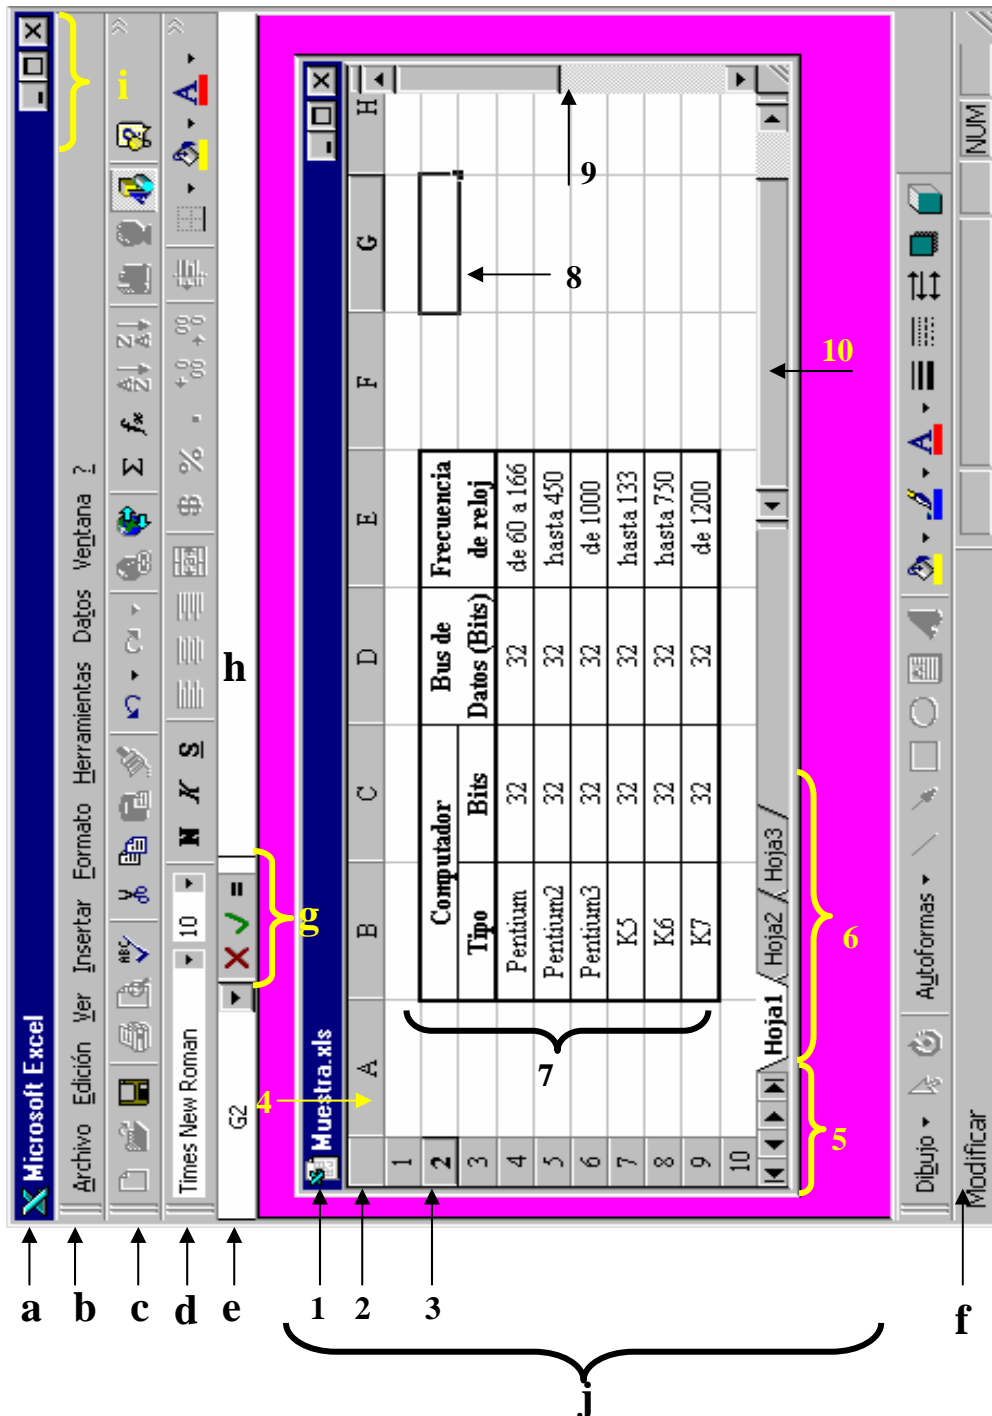 Microsoft Excel
Archivo Edición Ver Insertar Formato Herramientas Datos Ventana ?
Times New Roman 10 N K S
G2
Muestra.xls
A B C D E F G H
1
2 Computador Bus de Frecuencia
3 Tipo Bits Datos (Bits) de reloj
4 Pentium 32 32 de 60 a 166
5 Pentium2 32 32 hasta 450
6 Pentium3 32 32 de 1000
7 K5 32 32 hasta 133
8 K6 32 32 hasta 750
9 K7 32 32 de 1200
10
Hoja1 Hoja2 Hoja3
Dibujo Autoformas
Modificar NUM
a
b
c
d
e
f
g
h
i
j
1
2
3
4
5
6
7
8
9
10